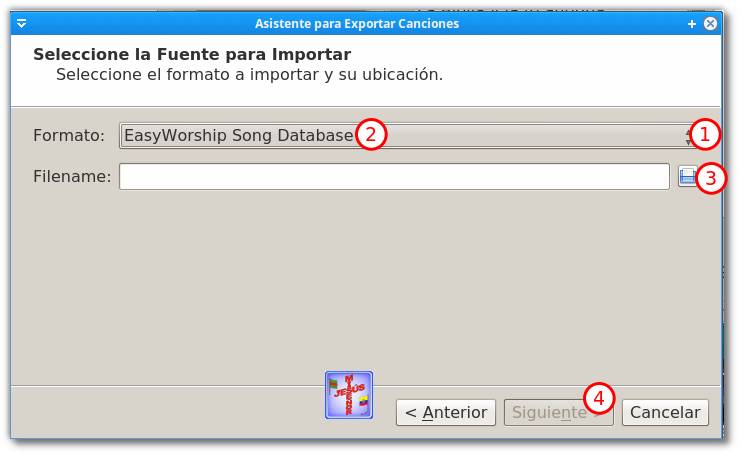 Asistente para Exportar Canciones
Seleccione la Fuente para Importar
Seleccione el formato a importar y su ubicación.
Formato: EasyWorship Song Database 2 1
Filename: 3
JESÚS
4
< Anterior Siguiente > Cancelar